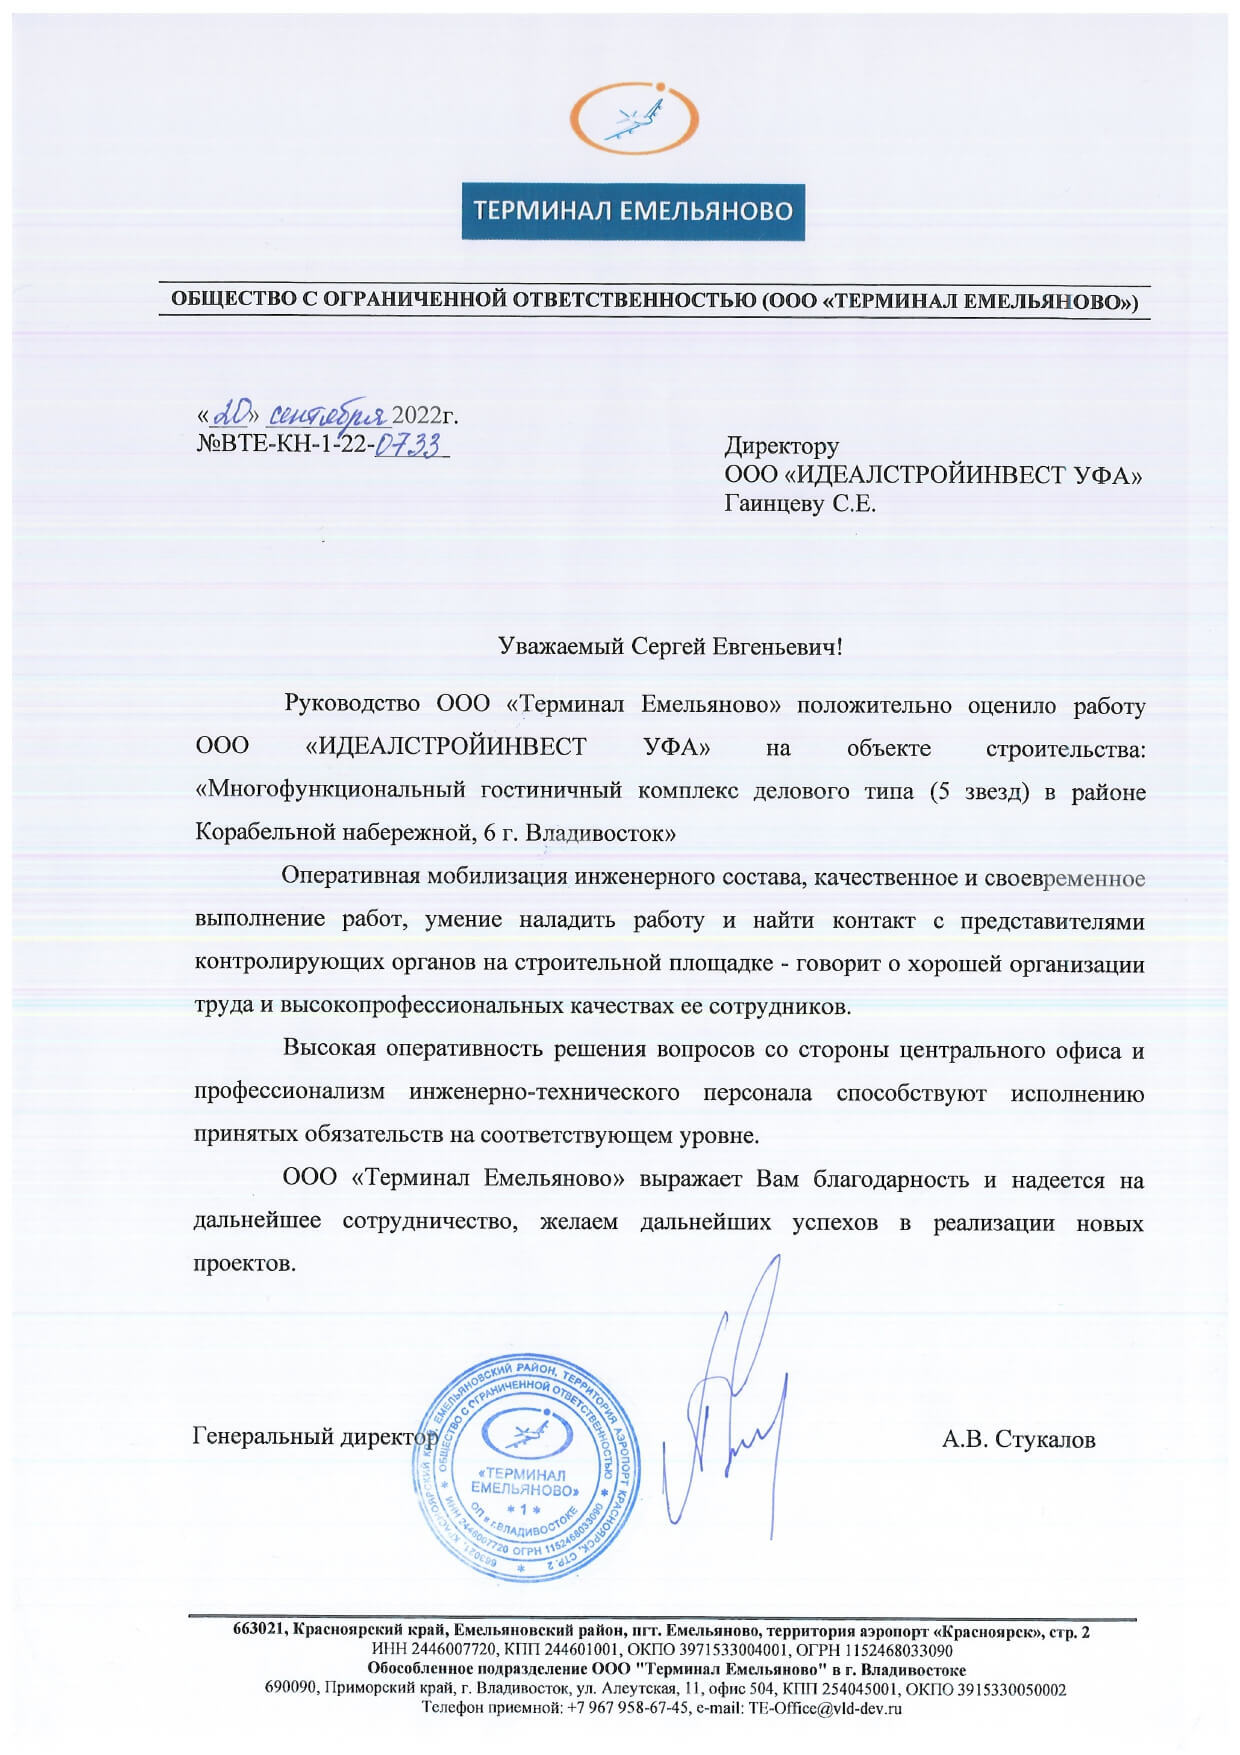 ТЕРМИНАЛ ЕМЕЛЬЯНОВО
ОБЩЕСТВО С ОГРАНИЧЕННОЙ ОТВЕТСТВЕННОСТЬЮ (ООО «ТЕРМИНАЛ ЕМЕЛЬЯНОВО»)
«20» сентября 2022г.
№ВТЕ-КН-1-22-0733
Директору
ООО «ИДЕАЛСТРОЙИНВЕСТ УФА»
Гаинцеву С.Е.
Уважаемый Сергей Евгеньевич!
Руководство ООО «Терминал Емельяново» положительно оценило работу
ООО «ИДЕАЛСТРОЙИНВЕСТ УФА» на объекте строительства:
«Многофункциональный гостиничный комплекс делового типа (5 звезд) в районе
Корабельной набережной, 6 г. Владивосток»
Оперативная мобилизация инженерного состава, качественное и своевременное
выполнение работ, умение наладить работу и найти контакт с представителями
контролирующих органов на строительной площадке - говорит о хорошей организации
труда и высокопрофессиональных качествах ее сотрудников.
Высокая оперативность решения вопросов со стороны центрального офиса и
профессионализм инженерно-технического персонала способствуют исполнению
принятых обязательств на соответствующем уровне.
ООО «Терминал Емельяново» выражает Вам благодарность и надеется на
дальнейшее сотрудничество, желаем дальнейших успехов в реализации новых
проектов.
Генеральный директор
А.В. Стукалов
663021, КРАСНОЯРСКИЙ КРАЙ, ЕМЕЛЬЯНОВСКИЙ РАЙОН, ТЕРРИТОРИЯ АЭРОПОРТ КРАСНОЯРСК, СТР. 2
ОБЩЕСТВО С ОГРАНИЧЕННОЙ ОТВЕТСТВЕННОСТЬЮ
ИНН 2446007720 ОГРН 1152468033090
«ТЕРМИНАЛ
ЕМЕЛЬЯНОВО»
* 1 *
ОП в г.ВЛАДИВОСТОКЕ
663021, Красноярский край, Емельяновский район, пгт. Емельяново, территория аэропорт «Красноярск», стр. 2
ИНН 2446007720, КПП 244601001, ОКПО 3971533004001, ОГРН 1152468033090
Обособленное подразделение ООО "Терминал Емельяново" в г. Владивостоке
690090, Приморский край, г. Владивосток, ул. Алеутская, 11, офис 504, КПП 254045001, ОКПО 3915330050002
Телефон приемной: +7 967 958-67-45, e-mail: TE-Office@vld-dev.ru